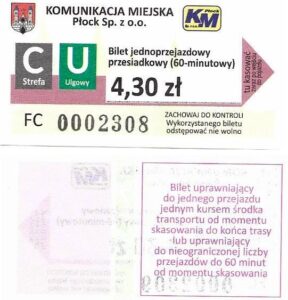 KOMUNIKACJA MIEJSKA
Płock Sp. z o.o.
KM
C
Strefa
U
Ulgowy
Bilet jednoprzejazdowy
przesiadkowy (60-minutowy)
4,30 zł
tu kasować
FC 0002308
ZACHOWAJ DO KONTROLI
Wykorzystanego biletu
odstępować nie wolno
Bilet uprawniający
do jednego przejazdu
jednym kursem środka
transportu od momentu
skasowania do końca trasy
lub uprawniający
do nieograniczonej liczby
przejazdów do 60 minut
od momentu skasowania